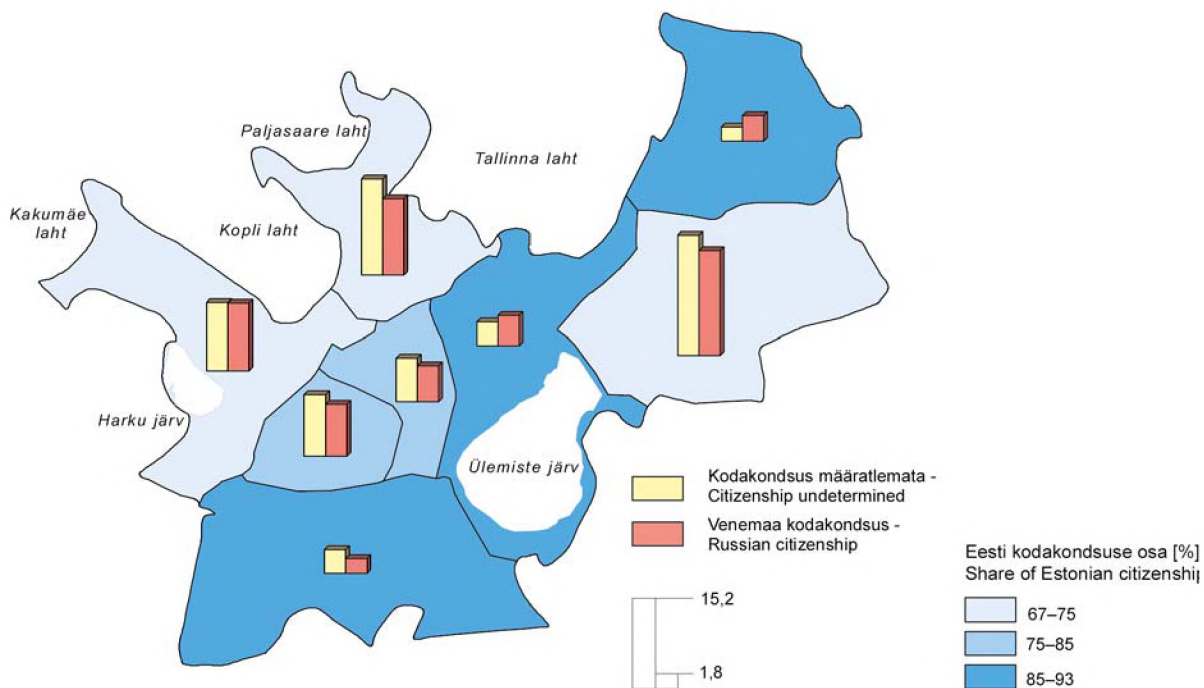 Paljasaare laht
Tallinna laht
Kakumäe
laht
Kopli laht
Harku järv
Ülemiste järv
Kodakondsus määratlemata -
Citizenship undetermined
Venemaa kodakondsus -
Russian citizenship
15,2
1,8
Eesti kodakondsuse osa [%]
Share of Estonian citizenship
67–75
75–85
85–93